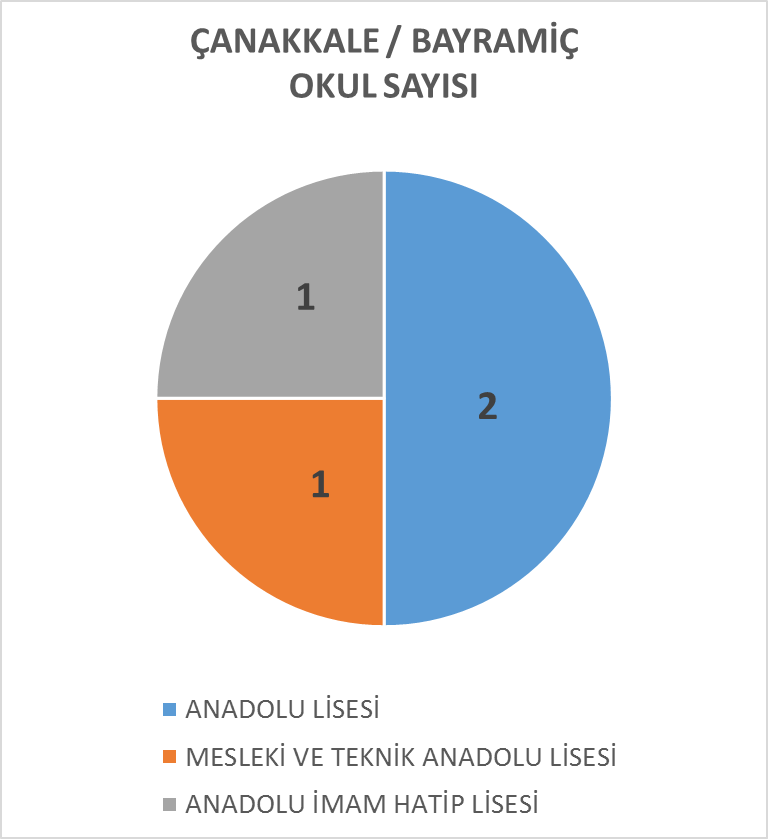 ÇANAKKALE / BAYRAMİÇ
OKUL SAYISI
1
2
1
ANADOLU LİSESİ
MESLEKİ VE TEKNİK ANADOLU LİSESİ
ANADOLU İMAM HATİP LİSESİ